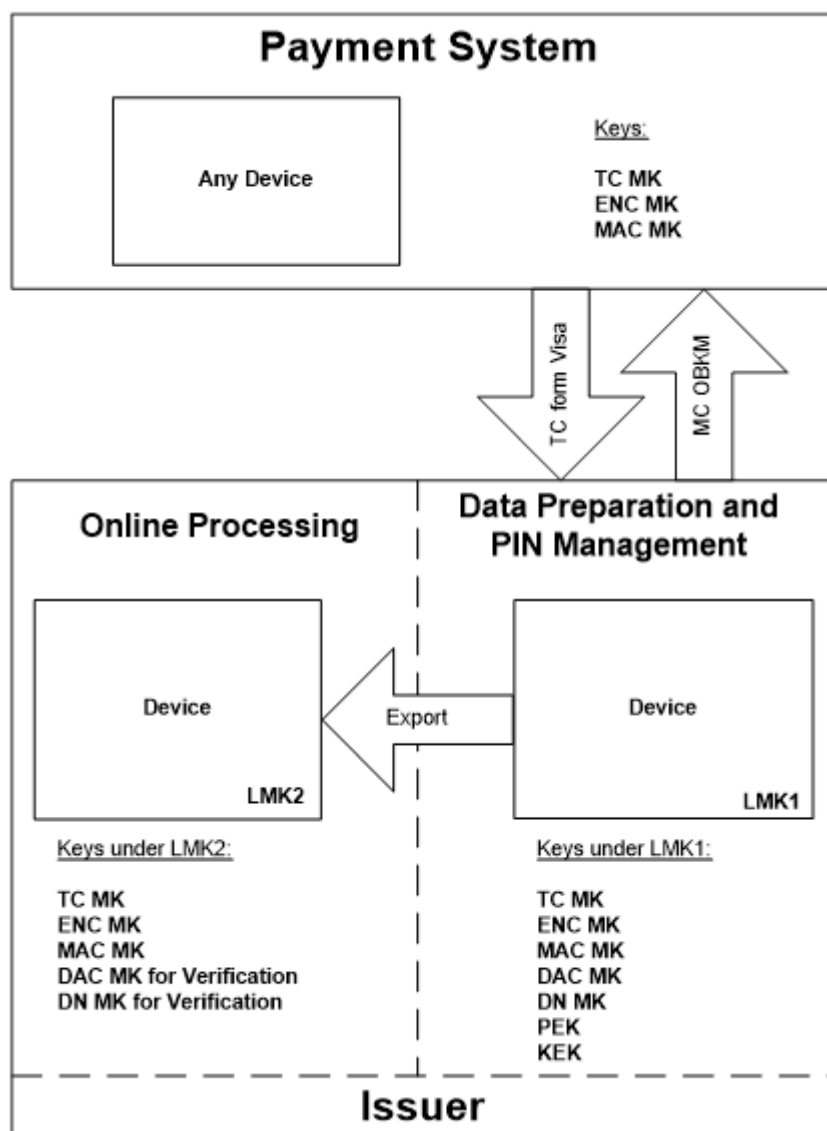 Payment System
Any Device
Keys:
TC MK
ENC MK
MAC MK
TC form Visa
MC OBKM
Online Processing
Data Preparation and
PIN Management
Device
LMK2
Export
Device
LMK1
Keys under LMK2:
TC MK
ENC MK
MAC MK
DAC MK for Verification
DN MK for Verification
Keys under LMK1:
TC MK
ENC MK
MAC MK
DAC MK
DN MK
PEK
KEK
Issuer